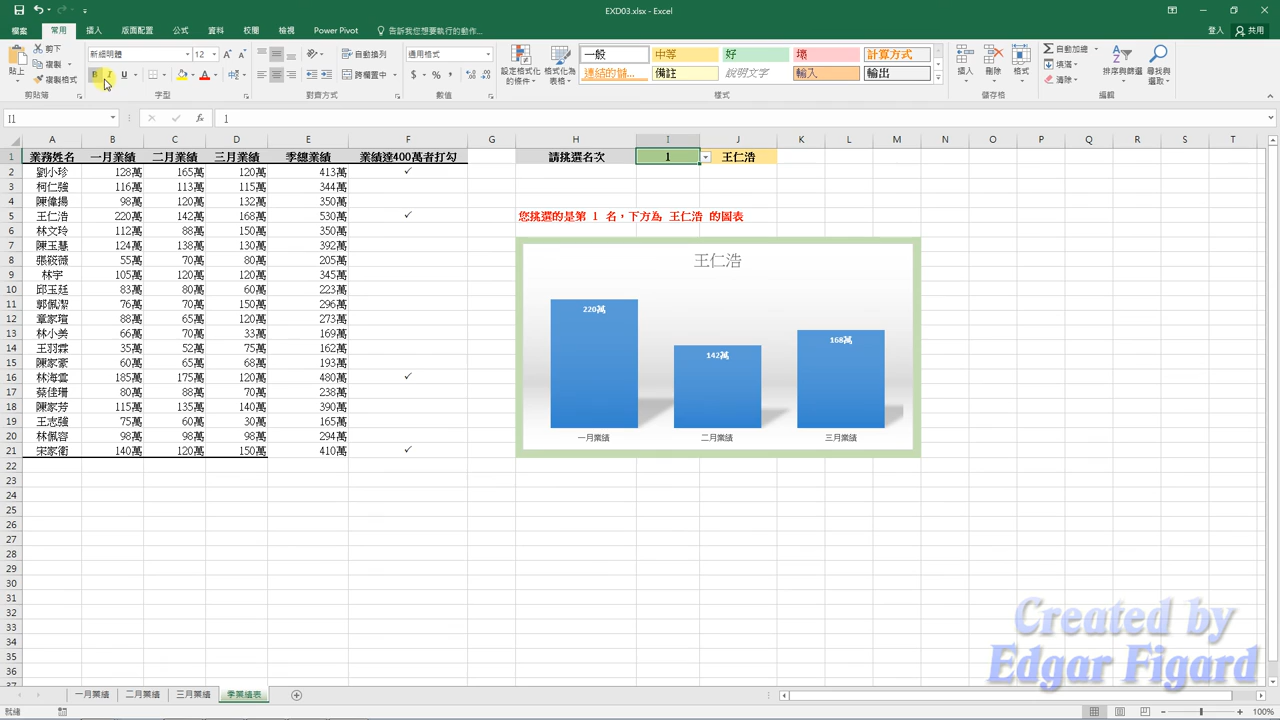 EXD03.xlsx - Excel
檔案 常用 插入 版面配置 公式 資料 校閱 檢視 Power Pivot 告訴我您想要執行的動作... 登入 共用
貼上 剪下 複製 複製格式 剪貼簿
新細明體 12 字型
自動換列 跨欄置中 對齊方式
通用格式 數值
設定格式化的條件 格式化為表格
一般 中等 好 壞 計算方式
連結的儲... 備註 說明文字 輸入 輸出
樣式
插入 刪除 格式 儲存格
自動加總 填滿 清除 排序與篩選 尋找與選取 編輯
I1 fx 1
A B C D E F G H I J K L M N O P Q R S T
1 業務姓名 一月業績 二月業績 三月業績 季總業績 業績達400萬者打勾 請挑選名次 1 王仁浩
2 劉小珍 128萬 165萬 120萬 413萬 ✓
3 柯仁強 116萬 113萬 115萬 344萬
4 陳偉揚 98萬 120萬 132萬 350萬
5 王仁浩 220萬 142萬 168萬 530萬 ✓ 您挑選的是第 1 名，下方為 王仁浩 的圖表
6 林文玲 112萬 88萬 150萬 350萬
7 陳玉慧 124萬 138萬 130萬 392萬
8 張筱薇 55萬 70萬 80萬 205萬
9 林宇 105萬 120萬 120萬 345萬
10 邱玉廷 83萬 80萬 60萬 223萬
11 郭佩潔 76萬 70萬 150萬 296萬
12 章家瑄 88萬 65萬 120萬 273萬
13 林小美 66萬 70萬 33萬 169萬
14 王羽霖 35萬 52萬 75萬 162萬
15 陳家豪 60萬 65萬 68萬 193萬
16 林海雲 185萬 175萬 120萬 480萬 ✓
17 蔡佳珊 80萬 88萬 70萬 238萬
18 陳家芳 115萬 135萬 140萬 390萬
19 王志強 75萬 60萬 30萬 165萬
20 林佩容 98萬 98萬 98萬 294萬
21 宋家衛 140萬 120萬 150萬 410萬 ✓
22
23
24
25
26
27
28
29
30
31
32
33
34
35
36
37
王仁浩
220萬 142萬 168萬
一月業績 二月業績 三月業績
Created by
Edgar Figard
一月業績 二月業績 三月業績 季業績表
就緒 100%